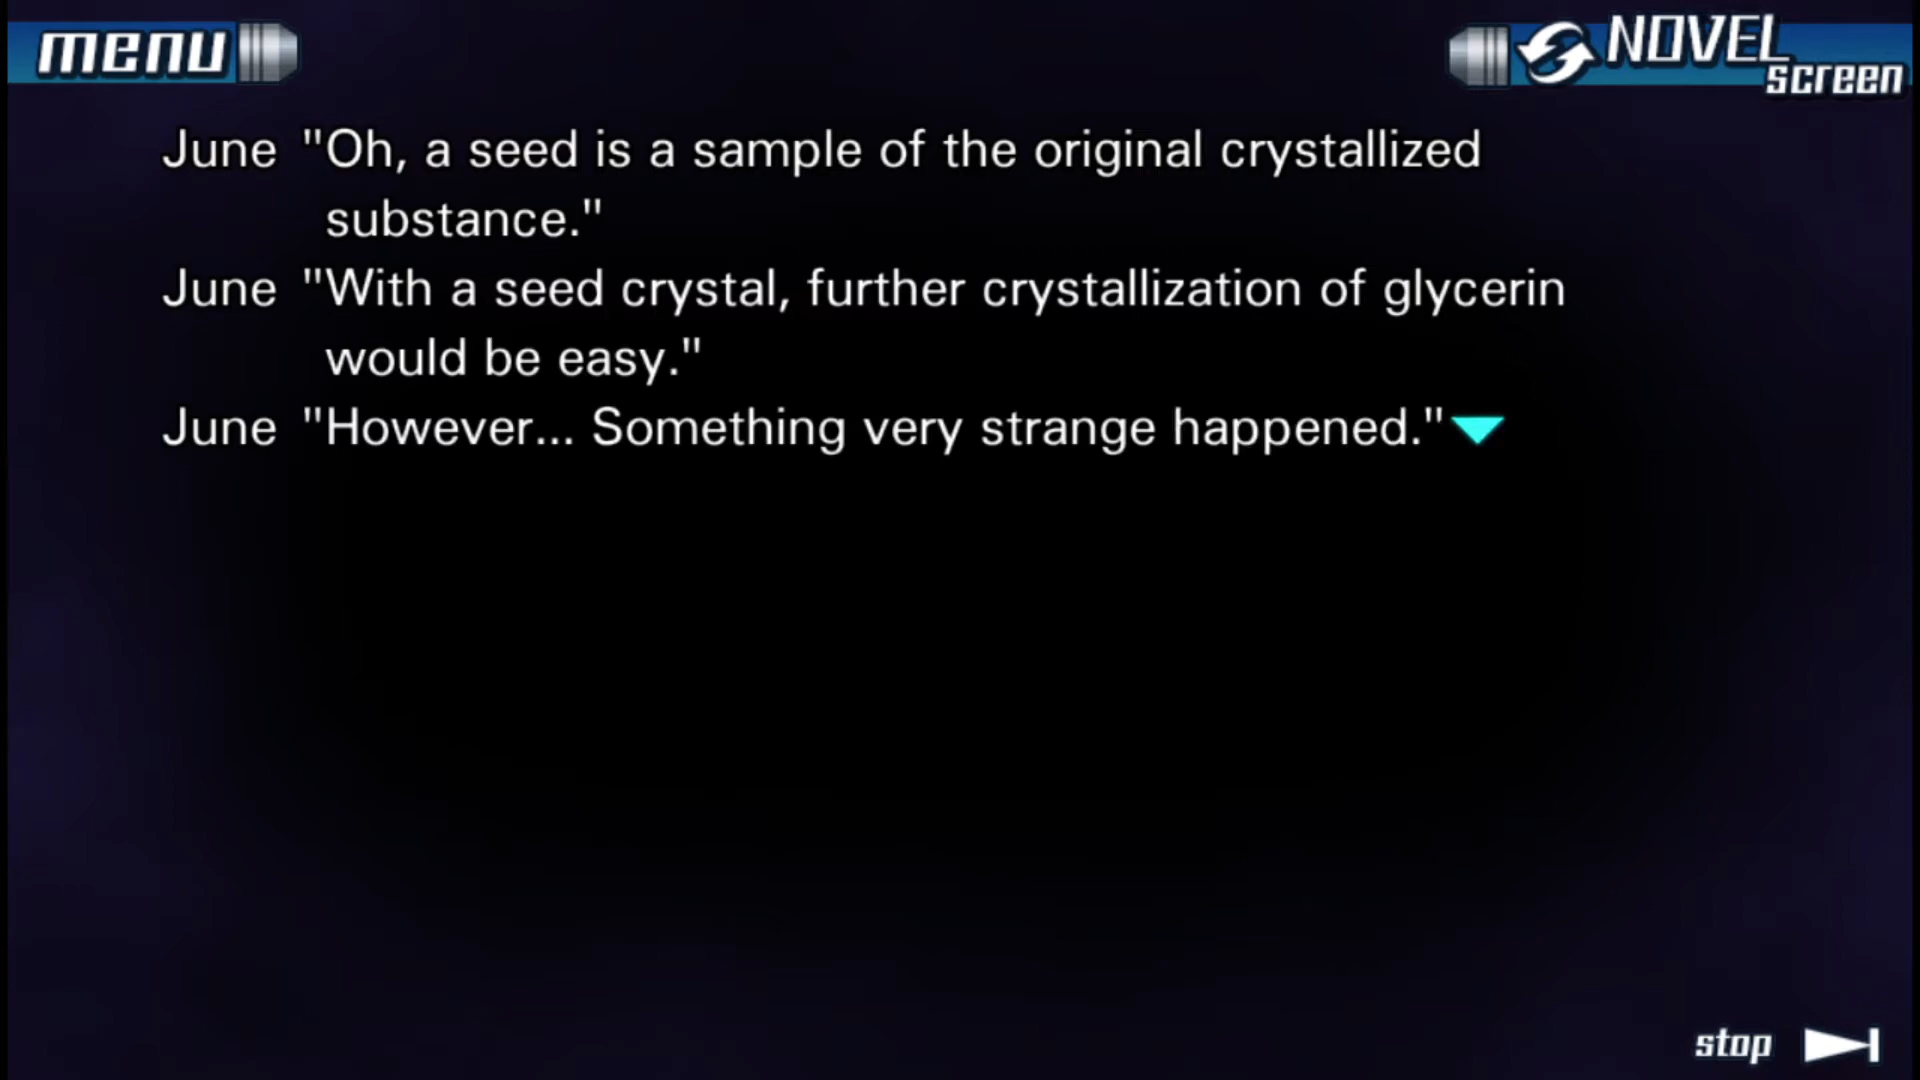 menu
NOVEL
screen
June "Oh, a seed is a sample of the original crystallized
substance."
June "With a seed crystal, further crystallization of glycerin
would be easy."
June "However... Something very strange happened."
stop